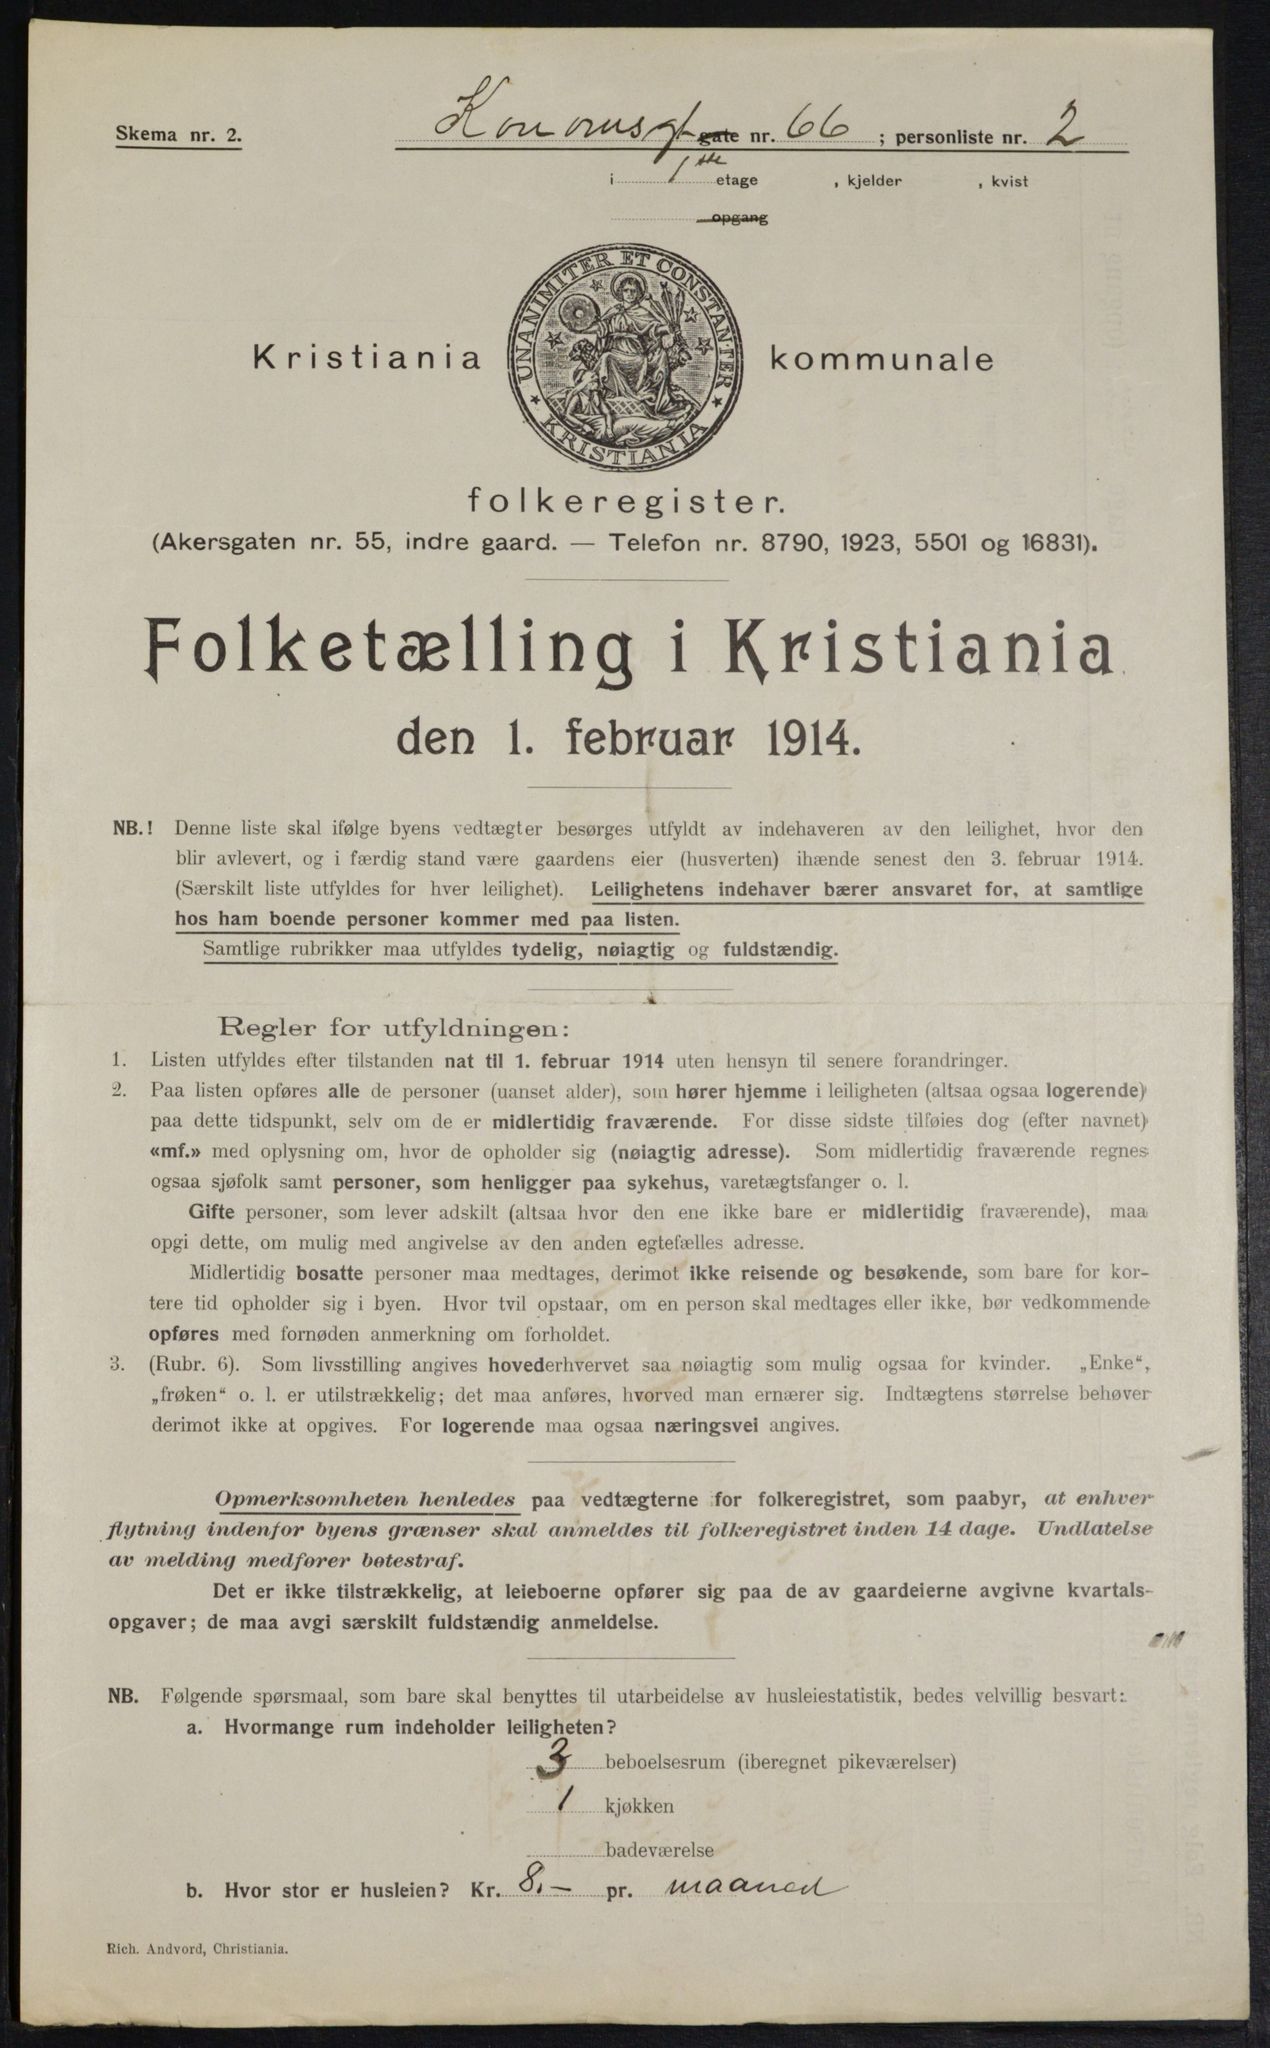 Skema nr. 2.
gt. gate nr. 66 ; personliste nr. 2
i 1ste etage , kjelder , kvist
opgang
UNANIMITER ET CONSTANTER
KRISTIANIA
Kristiania kommunale
folkeregister.
(Akersgaten nr. 55, indre gaard. — Telefon nr. 8790, 1923, 5501 og 16831).
Folketælling i Kristiania
den 1. februar 1914.
NB.! Denne liste skal ifølge byens vedtægter besørges utfyldt av indehaveren av den leilighet, hvor den
blir avlevert, og i færdig stand være gaardens eier (husverten) ihænde senest den 3. februar 1914.
(Særskilt liste utfyldes for hver leilighet). Leilighetens indehaver bærer ansvaret for, at samtlige
hos ham boende personer kommer med paa listen.
Samtlige rubrikker maa utfyldes tydelig, nøiagtig og fuldstændig.
Regler for utfyldningen:
1. Listen utfyldes efter tilstanden nat til 1. februar 1914 uten hensyn til senere forandringer.
2. Paa listen opføres alle de personer (uanset alder), som hører hjemme i leiligheten (altsaa ogsaa logerende)
paa dette tidspunkt, selv om de er midlertidig fraværende. For disse sidste tilføies dog (efter navnet)
«mf.» med oplysning om, hvor de opholder sig (nøiagtig adresse). Som midlertidig fraværende regnes
ogsaa sjøfolk samt personer, som henligger paa sykehus, varetægtsfanger o. l.
Gifte personer, som lever adskilt (altsaa hvor den ene ikke bare er midlertidig fraværende), maa
opgi dette, om mulig med angivelse av den anden egtefælles adresse.
Midlertidig bosatte personer maa medtages, derimot ikke reisende og besøkende, som bare for kor-
tere tid opholder sig i byen. Hvor tvil opstaar, om en person skal medtages eller ikke, bør vedkommende
opføres med fornøden anmerkning om forholdet.
3. (Rubr. 6). Som livsstilling angives hovederhvervet saa nøiagtig som mulig ogsaa for kvinder. „Enke“,
„frøken“ o. l. er utilstrækkelig; det maa anføres, hvorved man ernærer sig. Indtægtens størrelse behøver
derimot ikke at opgives. For logerende maa ogsaa næringsvei angives.
Opmerksomheten henledes paa vedtægterne for folkeregistret, som paabyr, at enhver
flytning indenfor byens grænser skal anmeldes til folkeregistret inden 14 dage. Undlatelse
av melding medfører bøtestraf.
Det er ikke tilstrækkelig, at leieboerne opfører sig paa de av gaardeierne avgivne kvartals-
opgaver; de maa avgi særskilt fuldstændig anmeldelse.
NB. Følgende spørsmaal, som bare skal benyttes til utarbeidelse av husleiestatistik, bedes velvillig besvart:
a. Hvormange rum indeholder leiligheten?
3 beboelsesrum (iberegnet pikeværelser)
1 kjøkken
badeværelse
b. Hvor stor er husleien? Kr. 8.- pr. maaned
Rich. Andvord, Christiania.